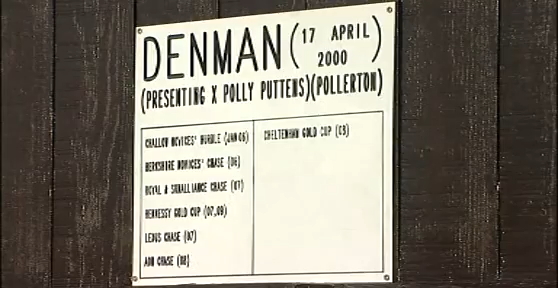 DENMAN (17 APRIL 2000)
(PRESENTING X POLLY PUTTENS)(POLLERTON)
CHALLOW NOVICES' HURDLE (JAN 06)
BERKSHIRE NOVICES' CHASE (06)
ROYAL & SUNALLIANCE CHASE (07)
HENNESSY GOLD CUP (07,09)
LEXUS CHASE (07)
AON CHASE (08)
CHELTENHAM GOLD CUP (08)